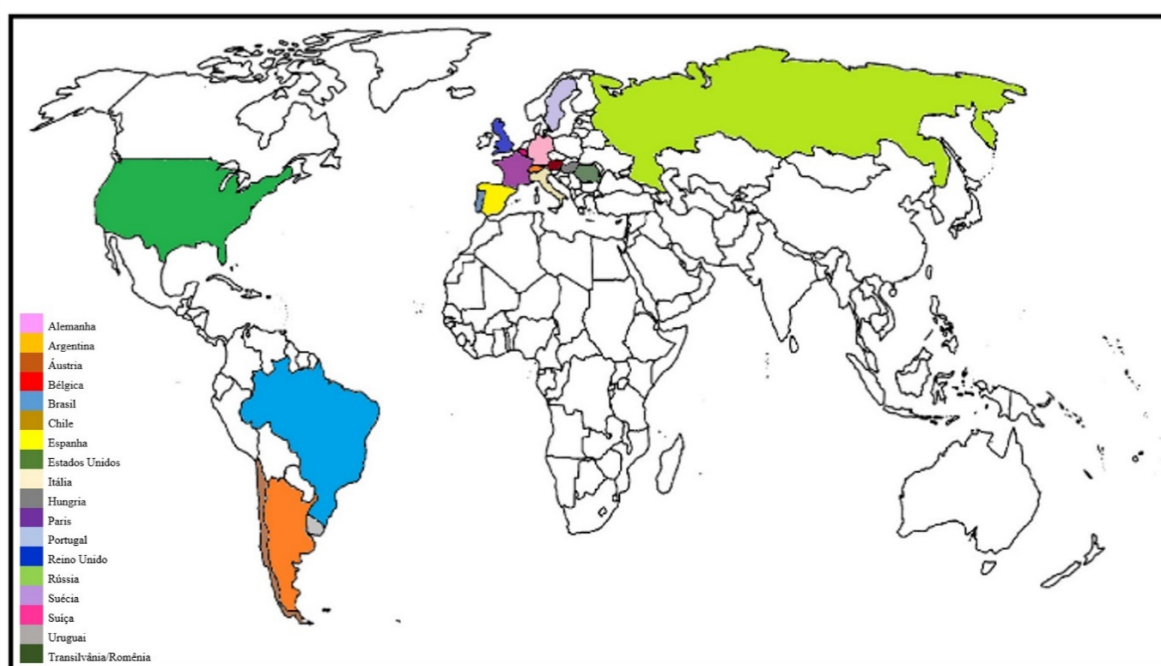 Alemanha
Argentina
Áustria
Bélgica
Brasil
Chile
Espanha
Estados Unidos
Itália
Hungria
Paris
Portugal
Reino Unido
Rússia
Suécia
Suíça
Uruguai
Transilvânia/Romênia